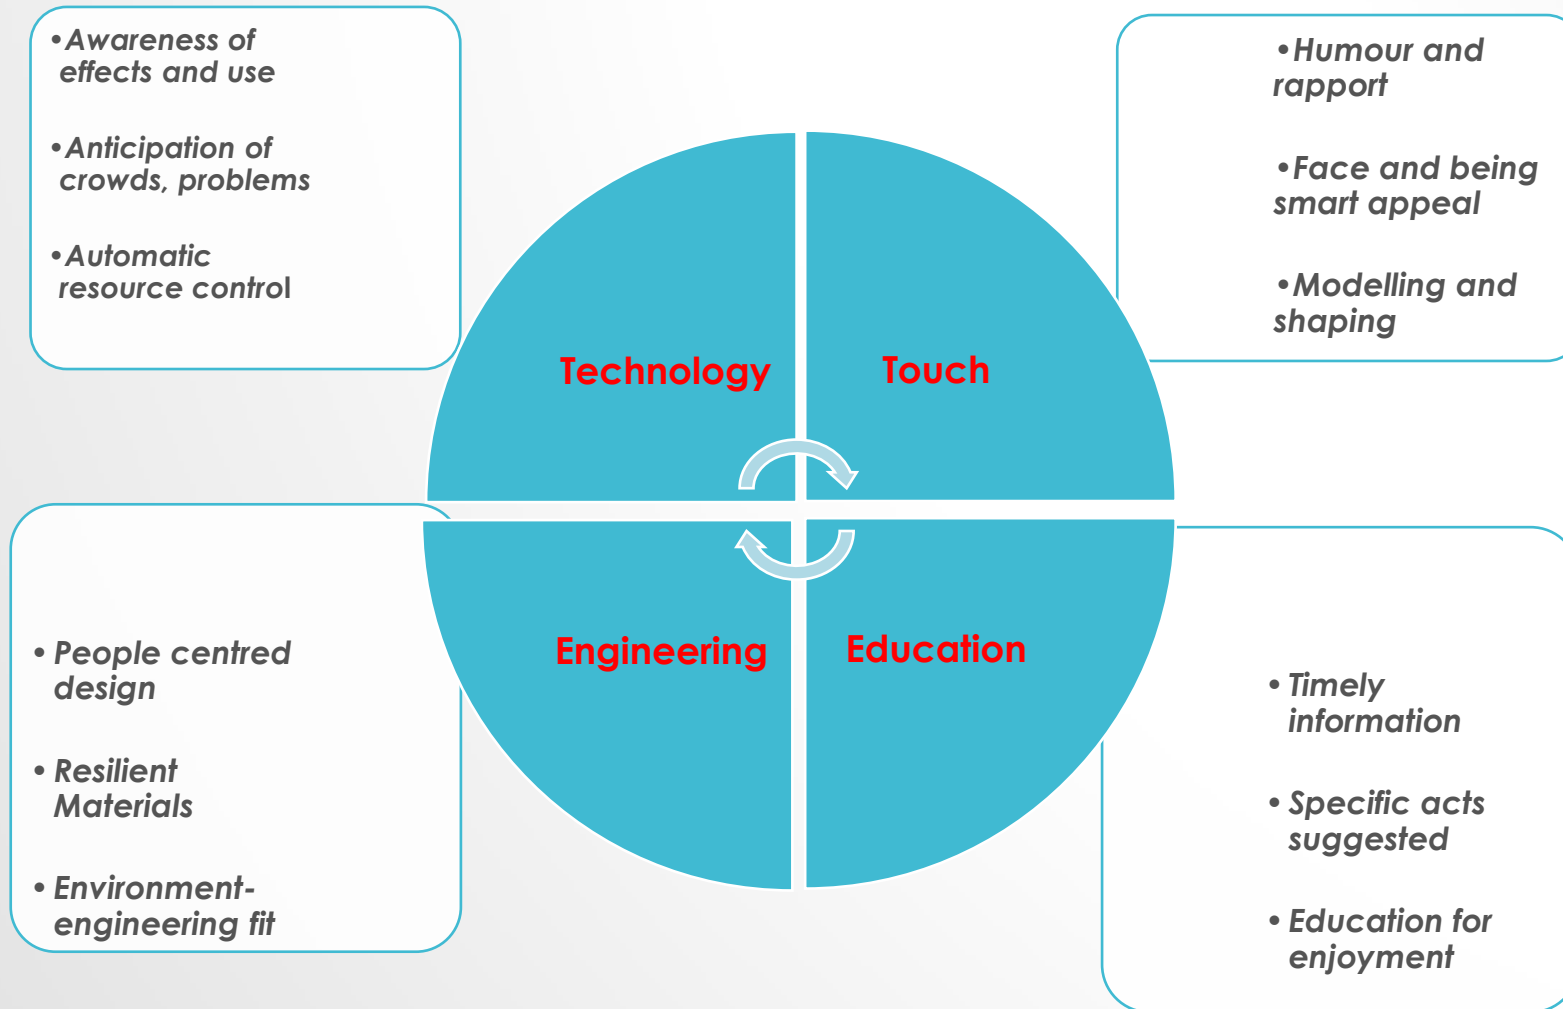 •Awareness of
effects and use
•Anticipation of
crowds, problems
•Automatic
resource control
•Humour and
rapport
•Face and being
smart appeal
•Modelling and
shaping
Technology
Touch
Engineering
Education
•People centred
design
•Resilient
Materials
•Environment-
engineering fit
•Timely
information
•Specific acts
suggested
•Education for
enjoyment